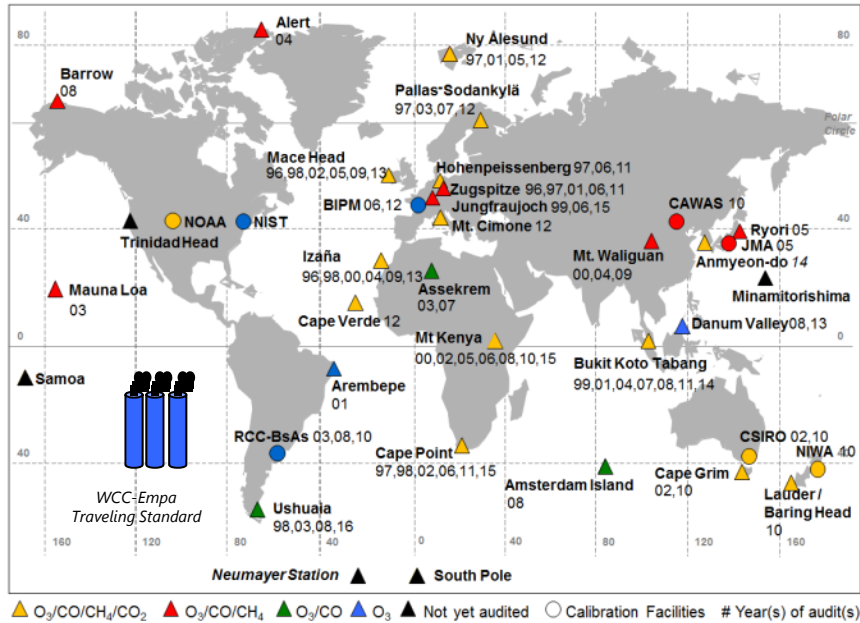 80
Alert
04
Ny Ålesund
97,01,05,12
Barrow
08
Pallas-Sodankylä
97,03,07,12
Polar
Circle
Mace Head
96,98,02,05,09,13
Hohenpeissenberg 97,06,11
Zugspitze 96,97,01,06,11
BIPM 06,12
Jungfraujoch 99,06,15
Mt. Cimone 12
CAWAS 10
40
40
NOAA
NIST
Trinidad Head
Ryori 05
JMA 05
Anmyeon-do 14
Izaña
96,98,00,04,09,13
Assekrem
03,07
Mt. Waliguan
00,04,09
Mauna Loa
03
Minamitorishima
Cape Verde 12
Mt Kenya
00,02,05,06,08,10,15
Danum Valley 08,13
0
0
Bukit Koto Tabang
99,01,04,07,08,11,14
Samoa
Arembepe
01
RCC-BsAs 03,08,10
Cape Point
97,98,02,06,11,15
CSIRO 02,10
NIWA 10
40
40
WCC-Empa
Traveling Standard
Amsterdam Island
08
Cape Grim
02,10
Lauder /
Baring Head
10
Ushuaia
98,03,08,16
160
120
80
40
0
40
80
120
160
Neumayer Station
South Pole
O3/CO/CH4/CO2
O3/CO/CH4
O3/CO
O3
Not yet audited
Calibration Facilities
# Year(s) of audit(s)